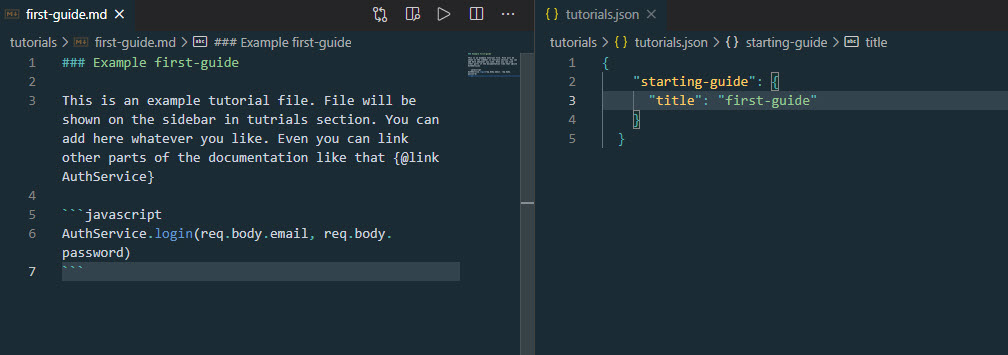 first-guide.md
tutorials > first-guide.md > ### Example first-guide
1 ### Example first-guide
2
3 This is an example tutorial file. File will be
shown on the sidebar in tutrials section. You can
add here whatever you like. Even you can link
other parts of the documentation like that {@link
AuthService}
4
5 ```javascript
6 AuthService.login(req.body.email, req.body.
password)
7 ```
{ } tutorials.json
tutorials > { } tutorials.json > { } starting-guide > abc title
1 {
2 "starting-guide": {
3 "title": "first-guide"
4 }
5 }